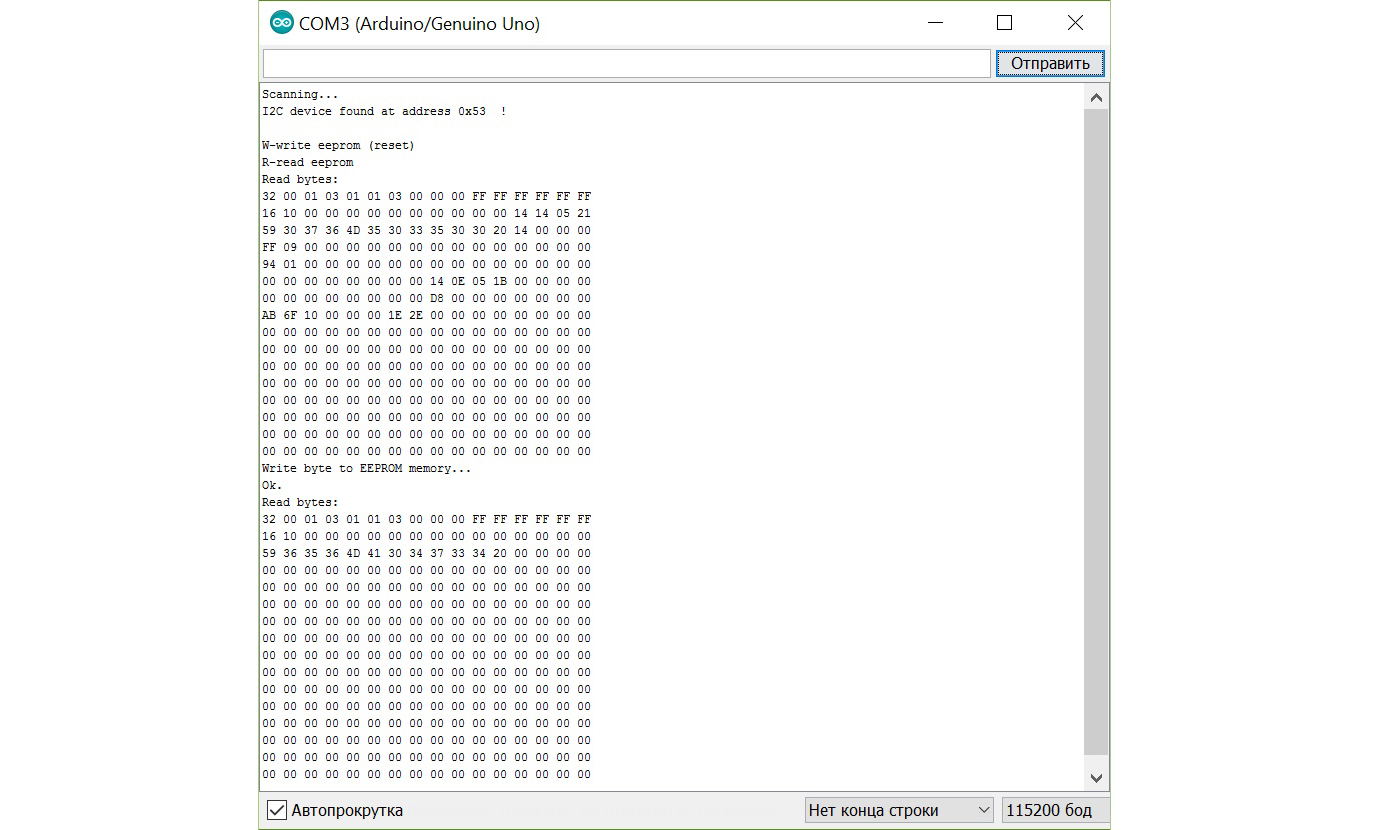 COM3 (Arduino/Genuino Uno)
Отправить
Scanning...
I2C device found at address 0x53  !
W-write eeprom (reset)
R-read eeprom
Read bytes:
32 00 01 03 01 01 03 00 00 00 FF FF FF FF FF FF
16 10 00 00 00 00 00 00 00 00 00 00 14 14 05 21
59 30 37 36 4D 35 30 33 35 30 30 20 14 00 00 00
FF 09 00 00 00 00 00 00 00 00 00 00 00 00 00 00
94 01 00 00 00 00 00 00 00 00 00 00 00 00 00 00
00 00 00 00 00 00 00 00 14 0E 05 1B 00 00 00 00
00 00 00 00 00 00 00 00 D8 00 00 00 00 00 00 00
AB 6F 10 00 00 00 1E 2E 00 00 00 00 00 00 00 00
00 00 00 00 00 00 00 00 00 00 00 00 00 00 00 00
00 00 00 00 00 00 00 00 00 00 00 00 00 00 00 00
00 00 00 00 00 00 00 00 00 00 00 00 00 00 00 00
00 00 00 00 00 00 00 00 00 00 00 00 00 00 00 00
00 00 00 00 00 00 00 00 00 00 00 00 00 00 00 00
00 00 00 00 00 00 00 00 00 00 00 00 00 00 00 00
00 00 00 00 00 00 00 00 00 00 00 00 00 00 00 00
00 00 00 00 00 00 00 00 00 00 00 00 00 00 00 00
Write byte to EEPROM memory...
Ok.
Read bytes:
32 00 01 03 01 01 03 00 00 00 FF FF FF FF FF FF
16 10 00 00 00 00 00 00 00 00 00 00 00 00 00 00
59 36 35 36 4D 41 30 34 37 33 34 20 00 00 00 00
00 00 00 00 00 00 00 00 00 00 00 00 00 00 00 00
00 00 00 00 00 00 00 00 00 00 00 00 00 00 00 00
00 00 00 00 00 00 00 00 00 00 00 00 00 00 00 00
00 00 00 00 00 00 00 00 00 00 00 00 00 00 00 00
00 00 00 00 00 00 00 00 00 00 00 00 00 00 00 00
00 00 00 00 00 00 00 00 00 00 00 00 00 00 00 00
00 00 00 00 00 00 00 00 00 00 00 00 00 00 00 00
00 00 00 00 00 00 00 00 00 00 00 00 00 00 00 00
00 00 00 00 00 00 00 00 00 00 00 00 00 00 00 00
00 00 00 00 00 00 00 00 00 00 00 00 00 00 00 00
00 00 00 00 00 00 00 00 00 00 00 00 00 00 00 00
00 00 00 00 00 00 00 00 00 00 00 00 00 00 00 00
00 00 00 00 00 00 00 00 00 00 00 00 00 00 00 00
Автопрокрутка
Нет конца строки
115200 бод